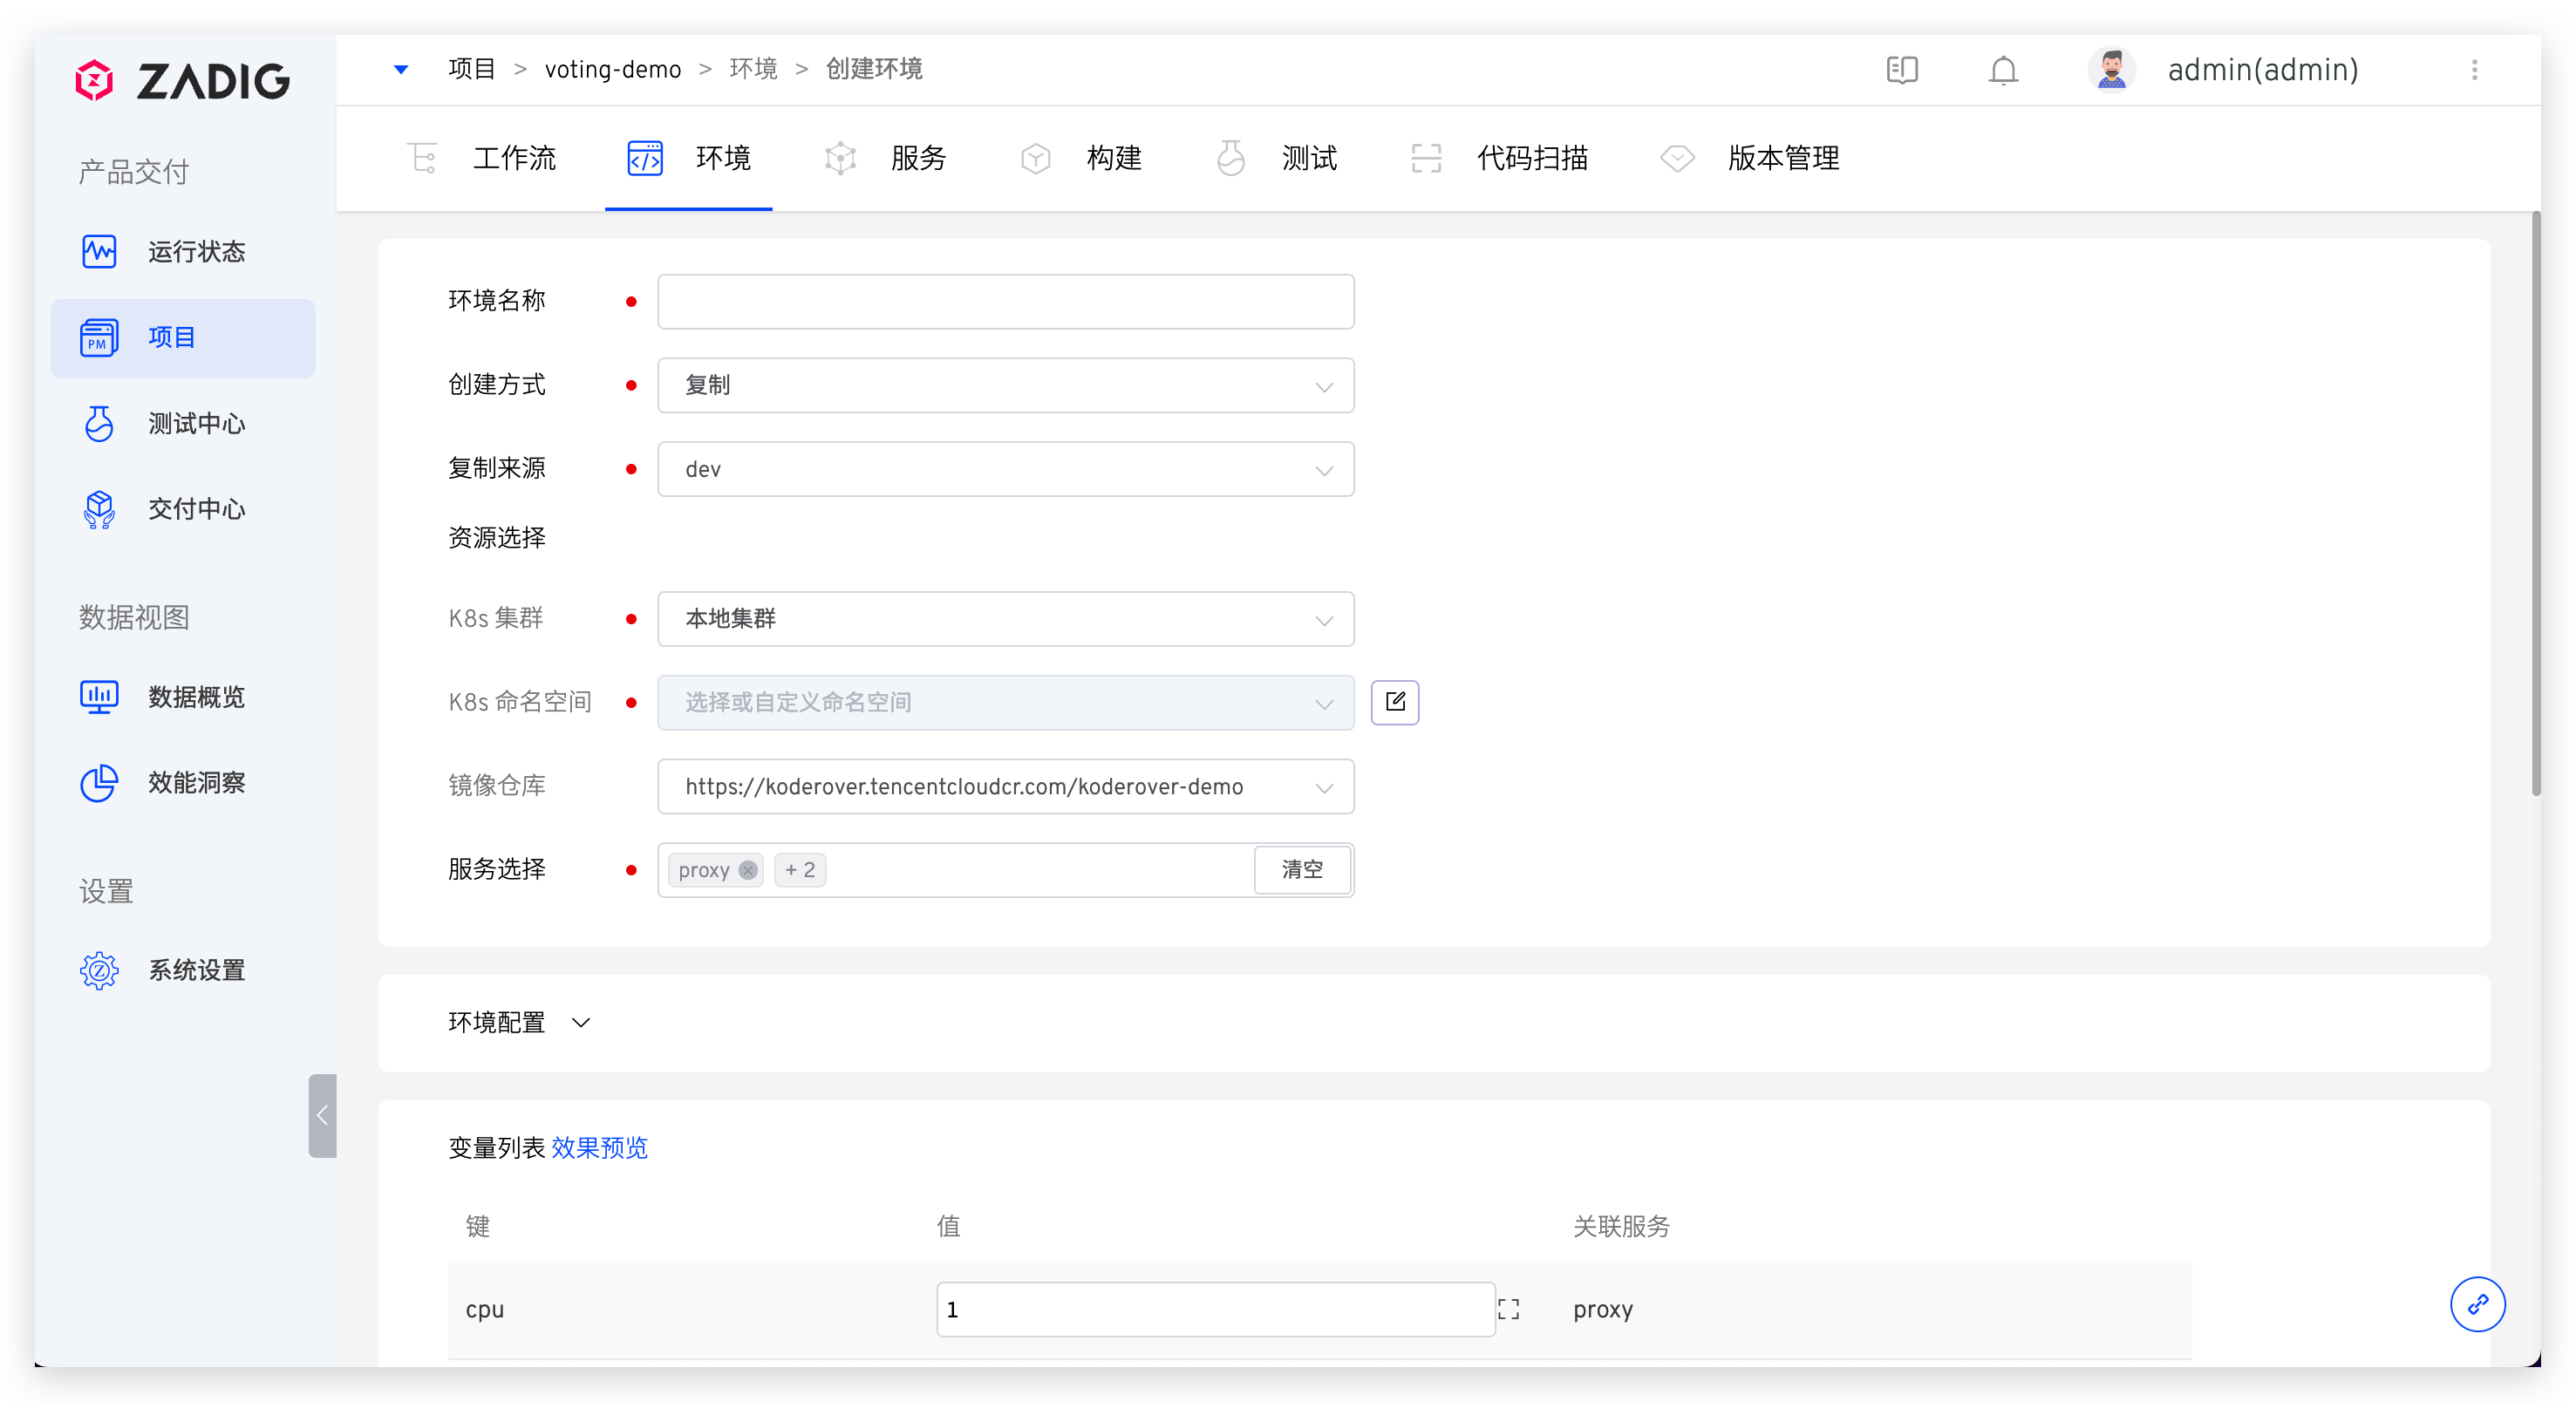 ZADIG
产品交付
运行状态
PM
项目
测试中心
交付中心
数据视图
数据概览
效能洞察
设置
系统设置
项目 > voting-demo > 环境 > 创建环境
admin(admin)
工作流 环境 服务 构建 测试 代码扫描 版本管理
环境名称
创建方式 复制
复制来源 dev
资源选择
K8s 集群 本地集群
K8s 命名空间 选择或自定义命名空间
镜像仓库 https://koderover.tencentcloudcr.com/koderover-demo
服务选择 proxy + 2 清空
环境配置
变量列表 效果预览
键 值 关联服务
cpu 1 proxy